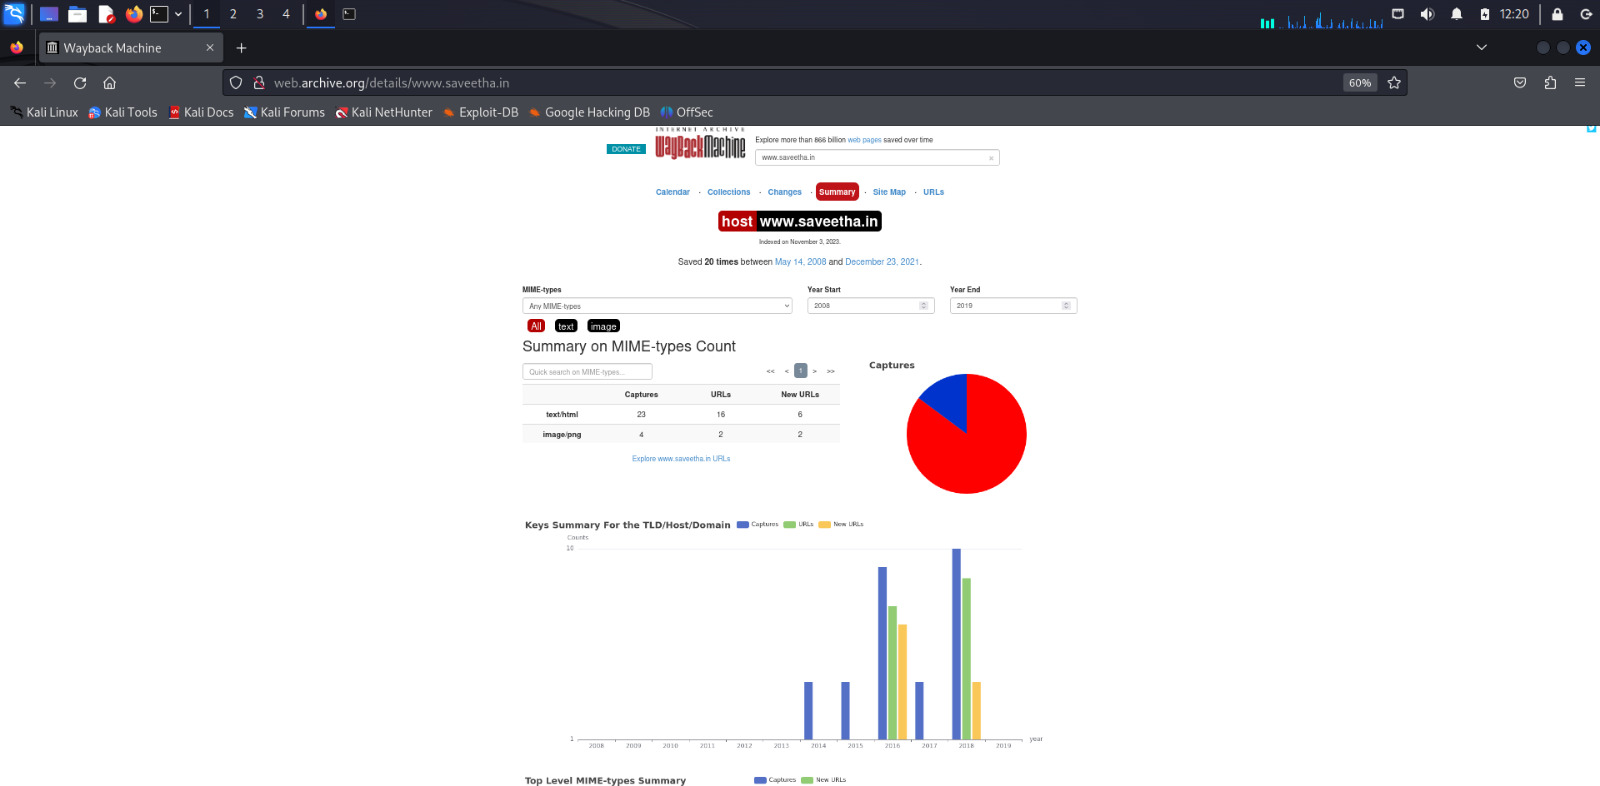 1 2 3 4 12:20
Wayback Machine
web.archive.org/details/www.saveetha.in 60%
Kali Linux Kali Tools Kali Docs Kali Forums Kali NetHunter Exploit-DB Google Hacking DB OffSec
INTERNET ARCHIVE
DONATE WayBackMachine Explore more than 866 billion web pages saved over time
www.saveetha.in ×
Calendar · Collections · Changes · Summary · Site Map · URLs
host www.saveetha.in
Indexed on November 3, 2023.
Saved 20 times between May 14, 2008 and December 23, 2021.
MIME-types Year Start Year End
Any MIME-types 2008 2019
All text image
Summary on MIME-types Count
Quick search on MIME-types... << < 1 > >> Captures
Captures URLs New URLs
text/html 23 16 6
image/png 4 2 2
Explore www.saveetha.in URLs
Keys Summary For the TLD/Host/Domain Captures URLs New URLs
Counts
10
1 year
2008 2009 2010 2011 2012 2013 2014 2015 2016 2017 2018 2019
Top Level MIME-types Summary Captures New URLs